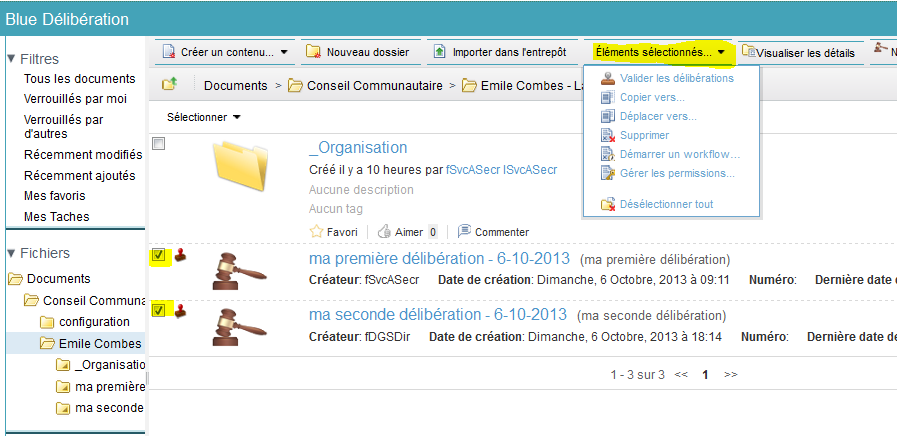 Blue Délibération
Filtres
Tous les documents
Verrouillés par moi
Verrouillés par
d'autres
Récemment modifiés
Récemment ajoutés
Mes favoris
Mes Taches
Fichiers
Documents
Conseil Communa
configuration
Emile Combes
_Organisatio
ma première
ma seconde
Créer un contenu... Nouveau dossier Importer dans l'entrepôt Éléments sélectionnés... Visualiser les détails N
Documents > Conseil Communautaire > Emile Combes - La
Valider les délibérations
Copier vers...
Déplacer vers...
Supprimer
Démarrer un workflow...
Gérer les permissions...
Désélectionner tout
Sélectionner
_Organisation
Créé il y a 10 heures par fSvcASecr lSvcASecr
Aucune description
Aucun tag
Favori Aimer 0 Commenter
ma première délibération - 6-10-2013 (ma première délibération)
Créateur: fSvcASecr Date de création: Dimanche, 6 Octobre, 2013 à 09:11 Numéro: Dernière date c
ma seconde délibération - 6-10-2013 (ma seconde délibération)
Créateur: fDGSDir Date de création: Dimanche, 6 Octobre, 2013 à 18:14 Numéro: Dernière date de
1 - 3 sur 3 << 1 >>